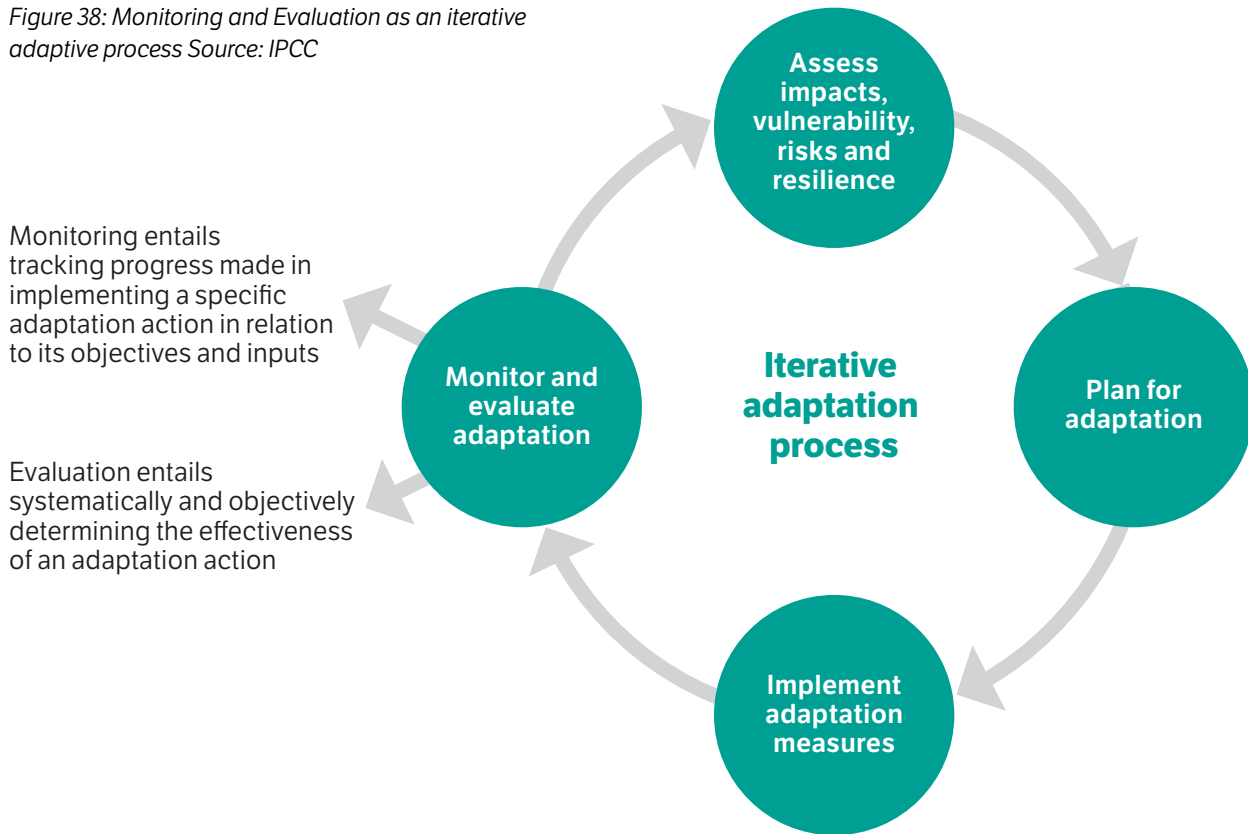 Figure 38: Monitoring and Evaluation as an iterative
adaptive process Source: IPCC
Assess
impacts,
vulnerability,
risks and
resilience
Monitoring entails
tracking progress made in
implementing a specific
adaptation action in relation
to its objectives and inputs
Monitor and
evaluate
adaptation
Iterative
adaptation
process
Plan for
adaptation
Evaluation entails
systematically and objectively
determining the effectiveness
of an adaptation action
Implement
adaptation
measures